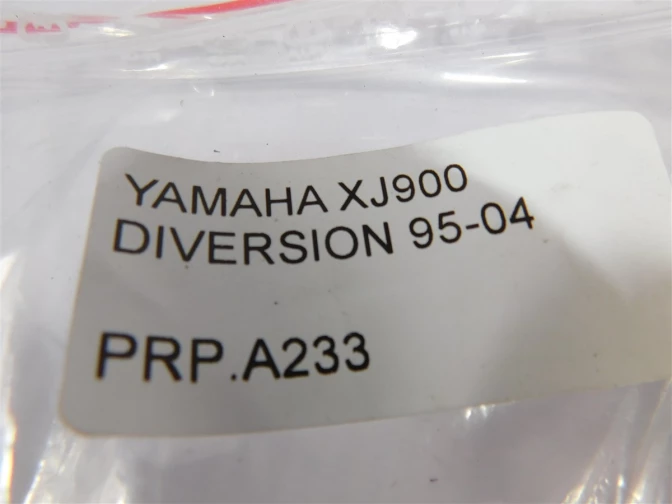 YAMAHA XJ900
DIVERSION 95-04
PRP.A233